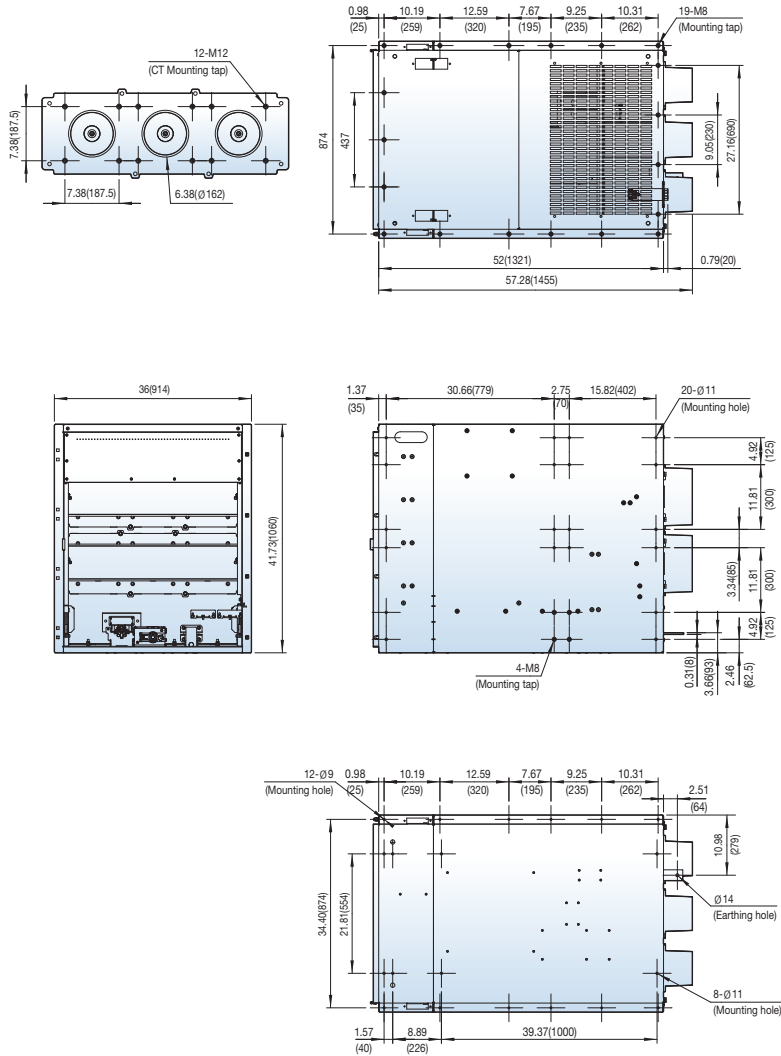 0.98 10.19 12.59 7.67 9.25 10.31 19-M8
(25) (259) (320) (195) (235) (262) (Mounting tap)
12-M12
(CT Mounting tap)
7.38(187.5)
7.38(187.5)
6.38(Ø162)
874
437
9.05(230)
27.16(690)
52(1321)
0.79(20)
57.28(1455)
36(914)
41.73(1060)
1.37 30.66(779) 2.75 15.82(402) 20-Ø11
(35) (70) (Mounting hole)
4.92
(125)
11.81
(300)
3.34(85)
11.81
(300)
4.92
(125)
4-M8
(Mounting tap)
0.31(8)
3.66(93)
2.46
(62.5)
12-Ø9 0.98 10.19 12.59 7.67 9.25 10.31
(Mounting hole) (25) (259) (320) (195) (235) (262)
2.51
(64)
10.98
(279)
34.40(874)
21.81(554)
Ø14
(Earthing hole)
8-Ø11
(Mounting hole)
1.57 8.89 39.37(1000)
(40) (226)